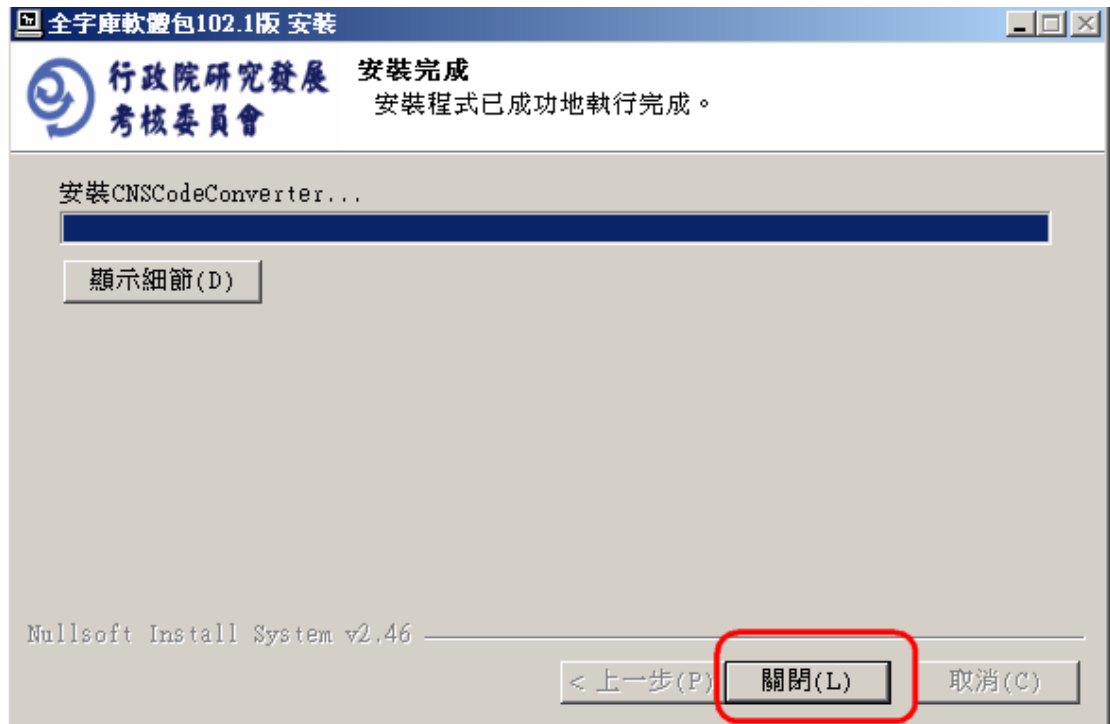 全字庫軟體包102.1版 安裝
行政院研究發展
考核委員會
安裝完成
安裝程式已成功地執行完成。
安裝CNSCodeConverter...
顯示細節(D)
Nullsoft Install System v2.46
< 上一步(P)
關閉(L)
取消(C)